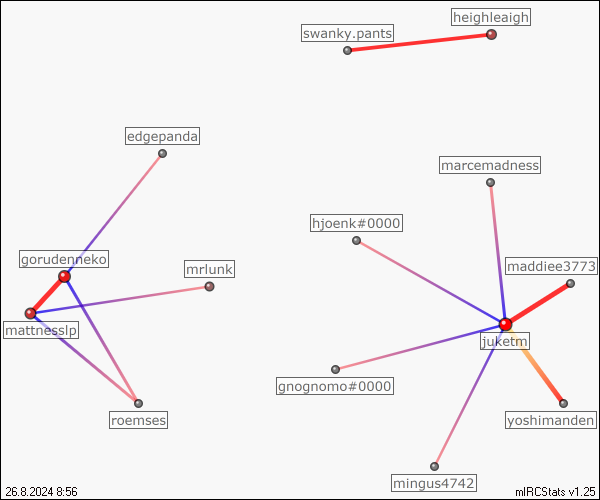 heighleaigh
swanky.pants
edgepanda
marcemadness
hjoenk#0000
gorudenneko
mrlunk
maddiee3773
mattnesslp
juketm
gnognomo#0000
roemses
yoshimanden
mingus4742
26.8.2024 8:56
mIRCStats v1.25